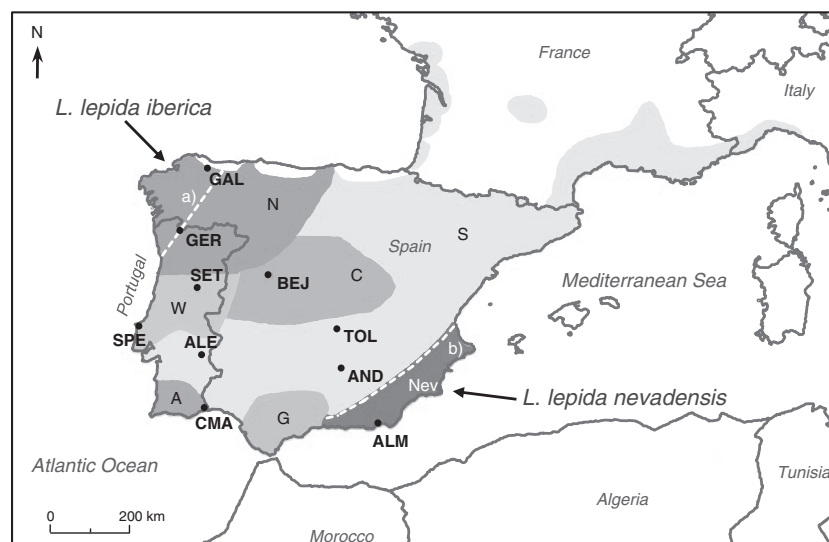 N
France
Italy
L. lepida iberica
GAL
a)
N
GER
Spain
S
Portugal
SET
BEJ
C
Mediterranean Sea
W
SPE
ALE
TOL
b)
AND
Nev
L. lepida nevadensis
A
CMA
G
ALM
Atlantic Ocean
Tunisia
Algeria
0 200 km
Morocco